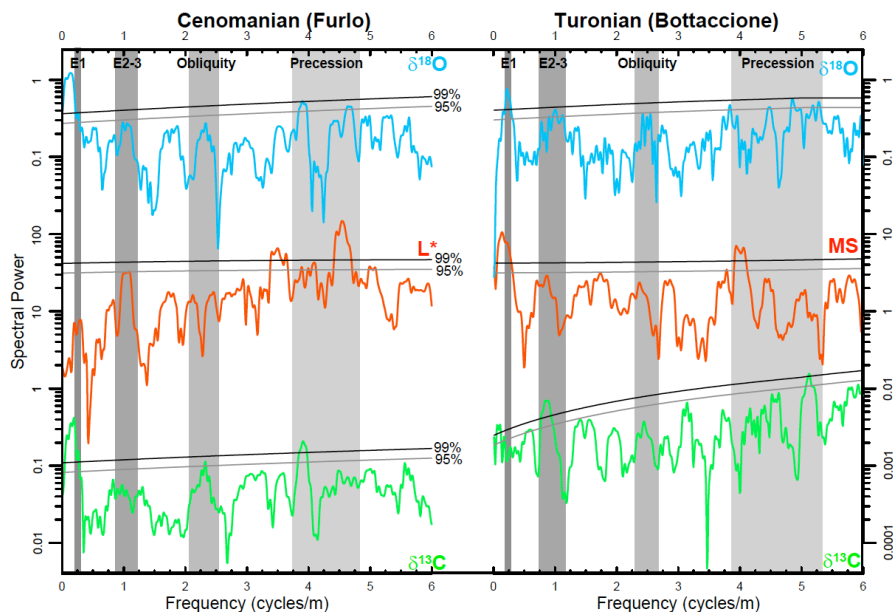 Cenomanian (Furlo)
Turonian (Bottaccione)
0 1 2 3 4 5 6
0 1 2 3 4 5 6
E1 E2-3 Obliquity Precession δ18O
E1 E2-3 Obliquity Precession δ18O
99%
95%
L*
99%
95%
MS
99%
95%
δ13C
δ13C
Spectral Power
1
0.1
100
10
1
0.1
0.01
1
0.1
100
10
1
0.01
0.001
0.0001
0 1 2 3 4 5 6
0 1 2 3 4 5 6
Frequency (cycles/m)
Frequency (cycles/m)